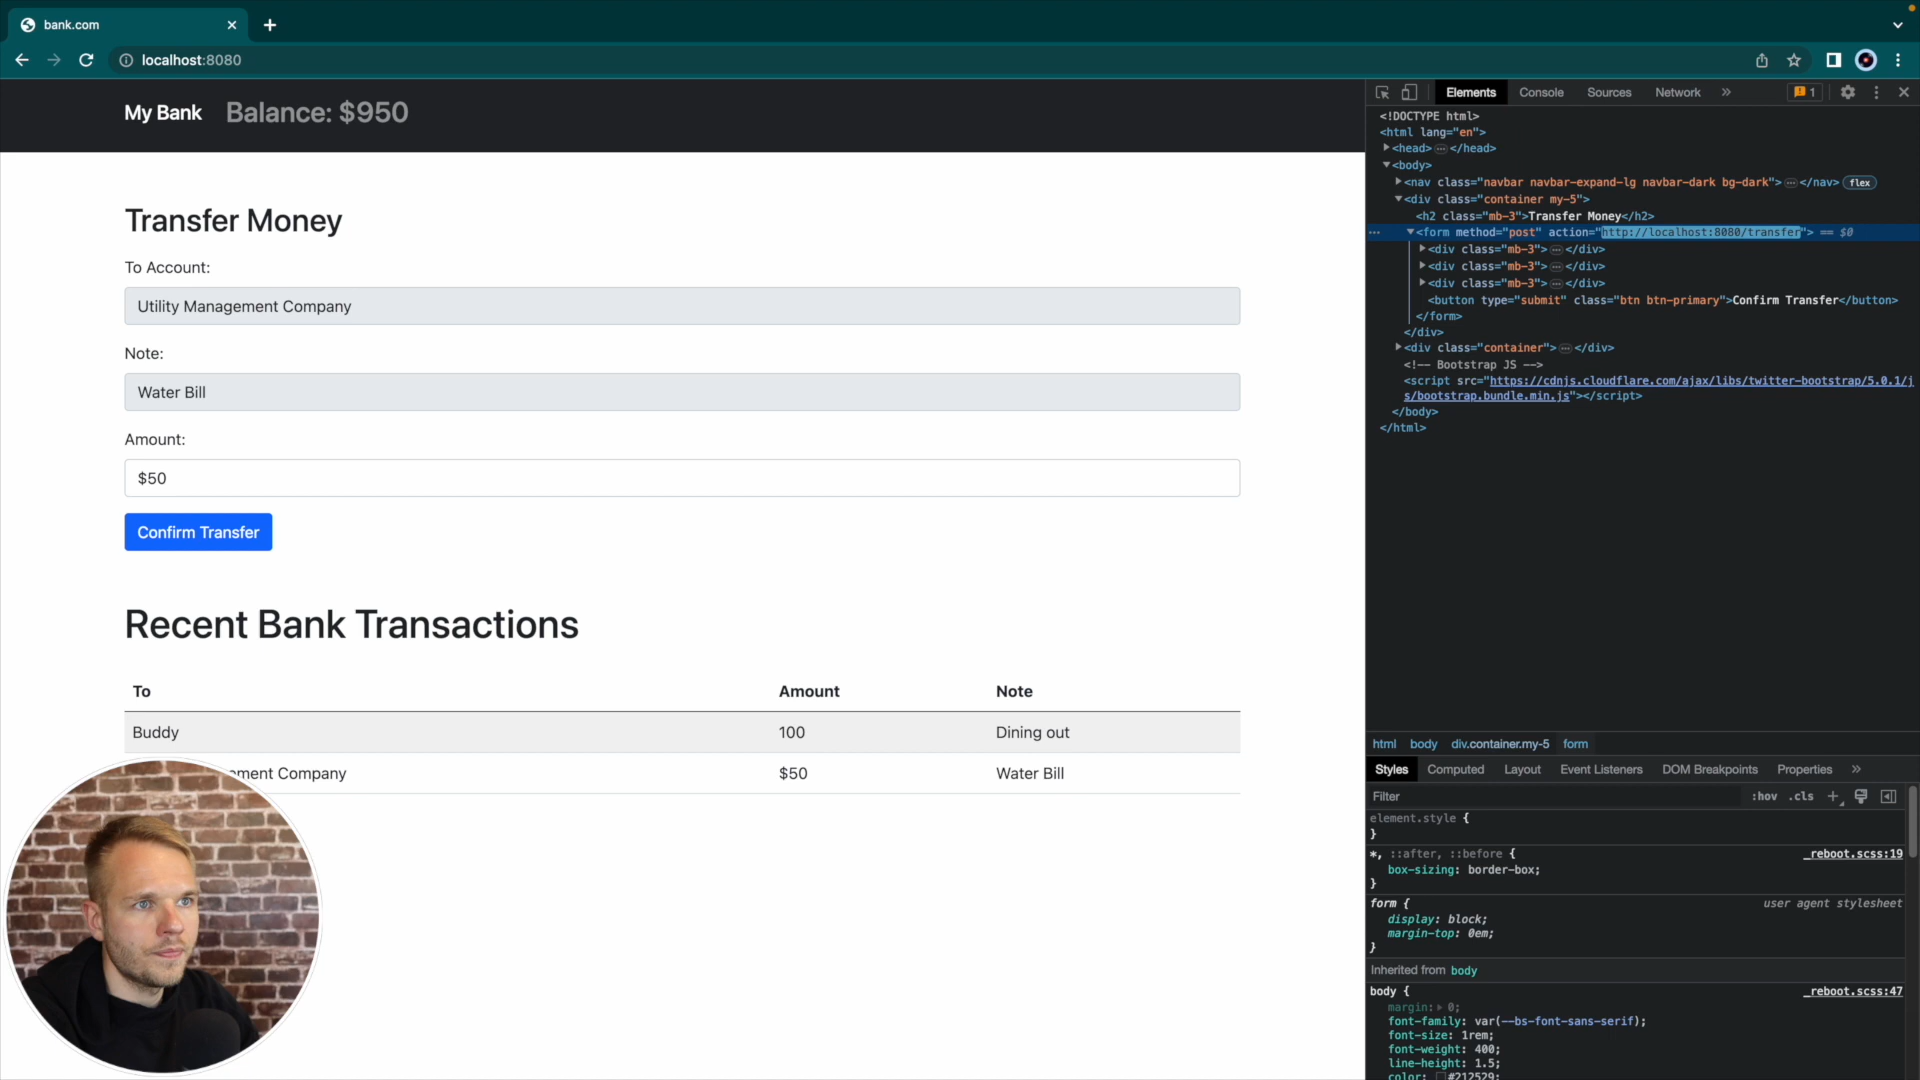 bank.com
localhost:8080
My Bank Balance: $950
Transfer Money
To Account:
Utility Management Company
Note:
Water Bill
Amount:
$50
Confirm Transfer
Recent Bank Transactions
To Amount Note
Buddy 100 Dining out
ment Company $50 Water Bill
Elements Console Sources Network » 1
<!DOCTYPE html>
<html lang="en">
<head> ⋯ </head>
<body>
<nav class="navbar navbar-expand-lg navbar-dark bg-dark"> ⋯ </nav> flex
<div class="container my-5">
<h2 class="mb-3">Transfer Money</h2>
⋯ <form method="post" action="http://localhost:8080/transfer"> == $0
<div class="mb-3"> ⋯ </div>
<div class="mb-3"> ⋯ </div>
<div class="mb-3"> ⋯ </div>
<button type="submit" class="btn btn-primary">Confirm Transfer</button>
</form>
</div>
<div class="container"> ⋯ </div>
<!-- Bootstrap JS -->
<script src="https://cdnjs.cloudflare.com/ajax/libs/twitter-bootstrap/5.0.1/j
s/bootstrap.bundle.min.js"></script>
</body>
</html>
html body div.container.my-5 form
Styles Computed Layout Event Listeners DOM Breakpoints Properties »
Filter :hov .cls +
element.style {
}
*, ::after, ::before { _reboot.scss:19
box-sizing: border-box;
}
form { user agent stylesheet
display: block;
margin-top: 0em;
}
Inherited from body
body { _reboot.scss:47
margin: 0;
font-family: var(--bs-font-sans-serif);
font-size: 1rem;
font-weight: 400;
line-height: 1.5;
color: #212529;